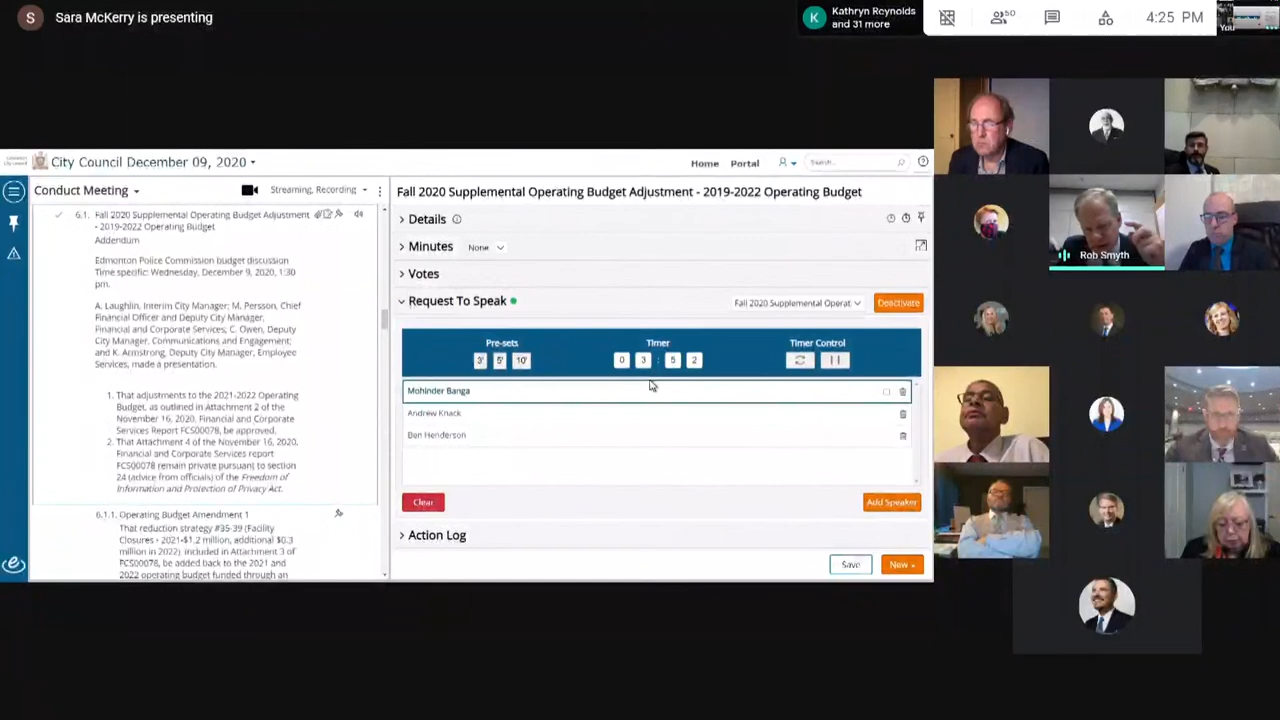 S Sara McKerry is presenting
K Kathryn Reynolds
and 31 more
50
4:25 PM
You
City Council December 09, 2020
Home Portal Search...
Conduct Meeting
Streaming, Recording
6.1. Fall 2020 Supplemental Operating Budget Adjustment
- 2019-2022 Operating Budget
Addendum
Edmonton Police Commission budget discussion
Time specific: Wednesday, December 9, 2020, 1:30
pm.
A. Laughlin, Interim City Manager; M. Persson, Chief
Financial Officer and Deputy City Manager,
Financial and Corporate Services; C. Owen, Deputy
City Manager, Communications and Engagement;
and K. Armstrong, Deputy City Manager, Employee
Services, made a presentation.
1. That adjustments to the 2021-2022 Operating
Budget, as outlined in Attachment 2 of the
November 16, 2020, Financial and Corporate
Services Report FCS00078, be approved.
2. That Attachment 4 of the November 16, 2020,
Financial and Corporate Services report
FCS00078 remain private pursuant to section
24 (advice from officials) of the Freedom of
Information and Protection of Privacy Act.
6.1.1. Operating Budget Amendment 1
That reduction strategy #35-39 (Facility
Closures - 2021-$1.2 million, additional $0.3
million in 2022), included in Attachment 3 of
FCS00078, be added back to the 2021 and
2022 operating budget funded through an
Fall 2020 Supplemental Operating Budget Adjustment - 2019-2022 Operating Budget
Details
Minutes None
Votes
Request To Speak
Fall 2020 Supplemental Operat
Deactivate
Pre-sets Timer Timer Control
3' 5' 10' 0 3 : 5 2
Mohinder Banga
Andrew Knack
Ben Henderson
Clear
Add Speaker
Action Log
Save New
Rob Smyth